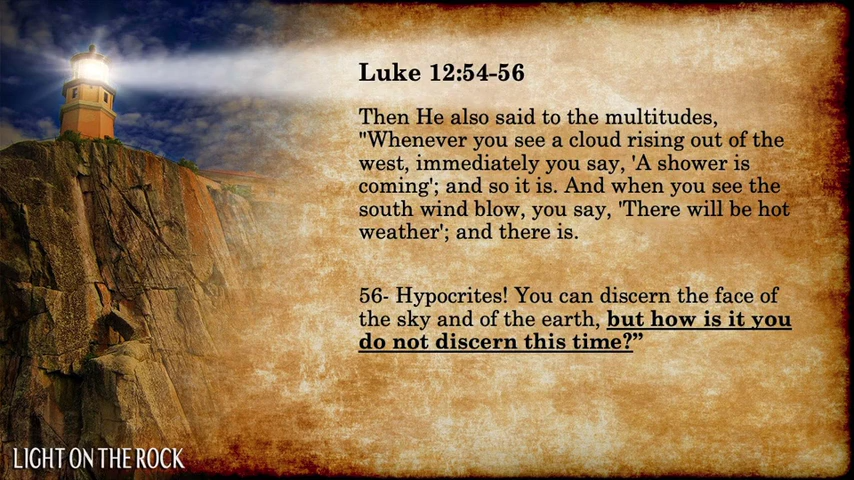 Luke 12:54-56
Then He also said to the multitudes,
"Whenever you see a cloud rising out of the
west, immediately you say, 'A shower is
coming'; and so it is. And when you see the
south wind blow, you say, 'There will be hot
weather'; and there is.
56- Hypocrites! You can discern the face of
the sky and of the earth, but how is it you
do not discern this time?”
LIGHT ON THE ROCK